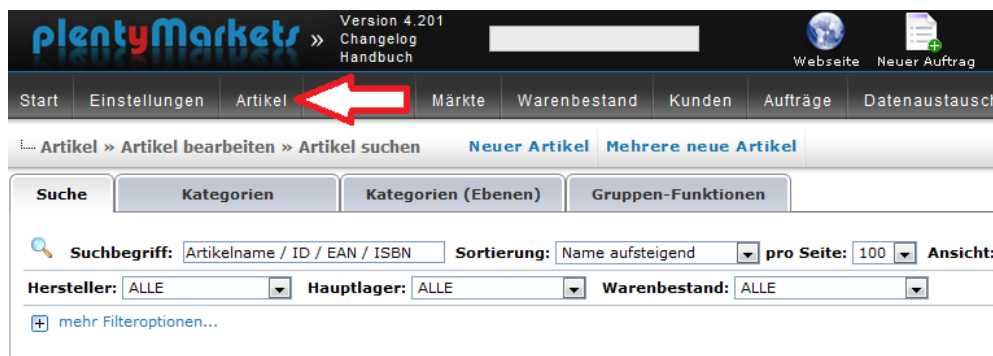 plentyMarkets » Version 4.201
Changelog
Handbuch
Webseite Neuer Auftrag
Start Einstellungen Artikel Märkte Warenbestand Kunden Aufträge Datenaustausch
Artikel » Artikel bearbeiten » Artikel suchen Neuer Artikel Mehrere neue Artikel
Suche Kategorien Kategorien (Ebenen) Gruppen-Funktionen
Suchbegriff: Artikelname / ID / EAN / ISBN Sortierung: Name aufsteigend pro Seite: 100 Ansicht:
Hersteller: ALLE Hauptlager: ALLE Warenbestand: ALLE
mehr Filteroptionen...